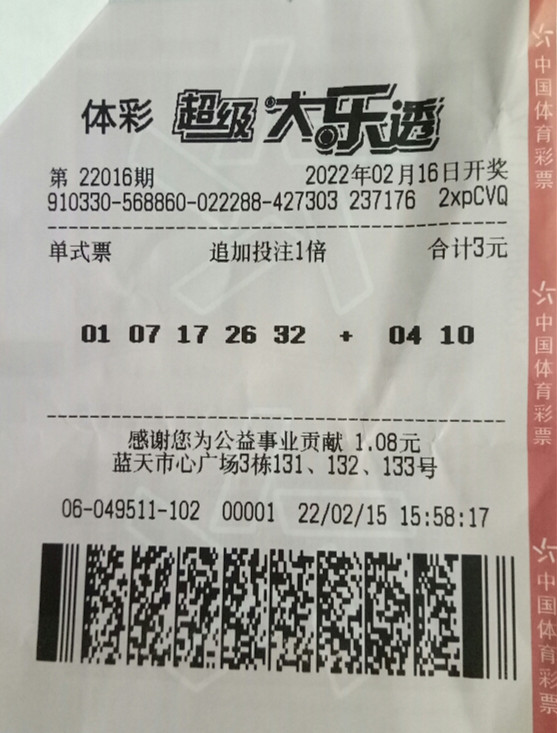 体彩 超级大乐透
第 22016期 2022年02月16日开奖
910330-568860-022288-427303 237176 2xpCVQ
单式票 追加投注1倍 合计3元
01 07 17 26 32 + 04 10
感谢您为公益事业贡献 1.08元
蓝天市心广场3栋131、132、133号
06-049511-102 00001 22/02/15 15:58:17
中国体育彩票
中国体育彩票
中国体育彩票